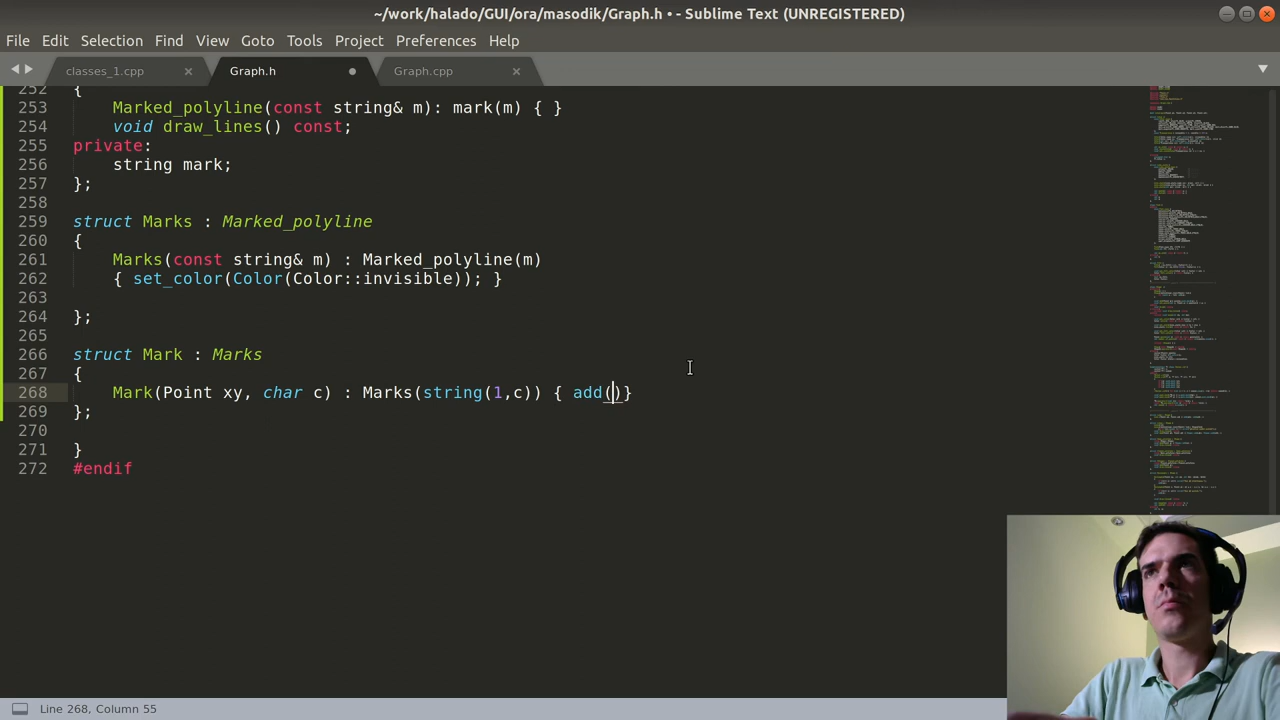 ~/work/halado/GUI/ora/masodik/Graph.h • - Sublime Text (UNREGISTERED)
File Edit Selection Find View Goto Tools Project Preferences Help
classes_1.cpp Graph.h Graph.cpp
252 {
253 Marked_polyline(const string& m): mark(m) { }
254 void draw_lines() const;
255 private:
256 string mark;
257 };
258
259 struct Marks : Marked_polyline
260 {
261 Marks(const string& m) : Marked_polyline(m)
262 { set_color(Color(Color::invisible)); }
263
264 };
265
266 struct Mark : Marks
267 {
268 Mark(Point xy, char c) : Marks(string(1,c)) { add()}
269 };
270
271 }
272 #endif
Line 268, Column 55